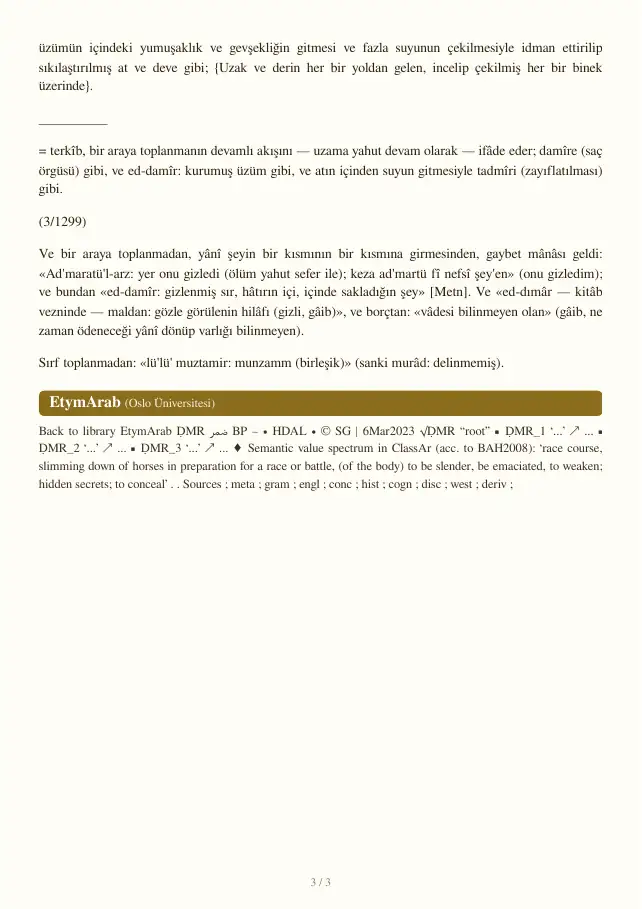 üzümün içindeki yumuşaklık ve gevşekliğin gitmesi ve fazla suyunun çekilmesiyle idman ettirilip
sıkılaştırılmış at ve deve gibi; {Uzak ve derin her bir yoldan gelen, incelip çekilmiş her bir binek
üzerinde}.
___________
= terkîb, bir araya toplanmanın devamlı akışını — uzama yahut devam olarak — ifâde eder; damîre (saç
örgüsü) gibi, ve ed-damîr: kurumuş üzüm gibi, ve atın içinden suyun gitmesiyle tadmîri (zayıflatılması)
gibi.
(3/1299)
Ve bir araya toplanmadan, yânî şeyin bir kısmının bir kısmına girmesinden, gaybet mânâsı geldi:
«Ad'maratü'l-arz: yer onu gizledi (ölüm yahut sefer ile); keza ad'martü fî nefsî şey'en» (onu gizledim);
ve bundan «ed-damîr: gizlenmiş sır, hâtırın içi, içinde sakladığın şey» [Metn]. Ve «ed-dımâr — kitâb
vezninde — maldan: gözle görülenin hilâfı (gizli, gâib)», ve borçtan: «vâdesi bilinmeyen olan» (gâib, ne
zaman ödeneceği yânî dönüp varlığı bilinmeyen).
Sırf toplanmadan: «lü'lü' muztamir: munzamm (birleşik)» (sanki murâd: delinmemiş).
EtymArab (Oslo Üniversitesi)
Back to library EtymArab ḌMR ضمر BP – • HDAL • © SG | 6Mar2023 √ḌMR “root” ▪ ḌMR_1 ‘...’ ↗ ... ▪
ḌMR_2 ‘...’ ↗ ... ▪ ḌMR_3 ‘...’ ↗ ... ♦ Semantic value spectrum in ClassAr (acc. to BAH2008): ‘race course,
slimming down of horses in preparation for a race or battle, (of the body) to be slender, be emaciated, to weaken;
hidden secrets; to conceal’ . . Sources ; meta ; gram ; engl ; conc ; hist ; cogn ; disc ; west ; deriv ;
3 / 3